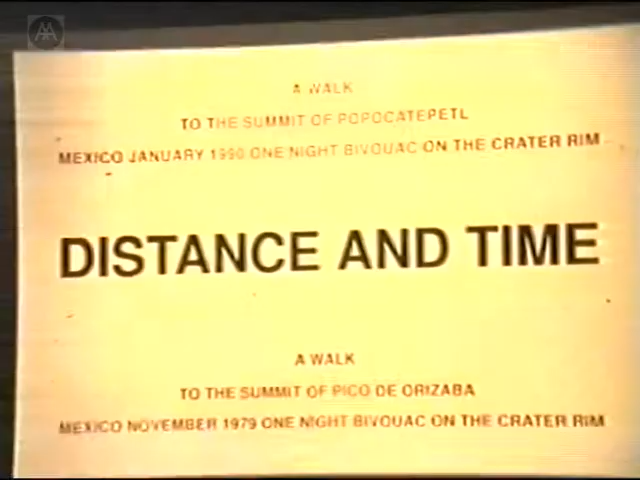 AA
A WALK
TO THE SUMMIT OF POPOCATEPETL
MEXICO JANUARY 1990 ONE NIGHT BIVOUAC ON THE CRATER RIM
DISTANCE AND TIME
A WALK
TO THE SUMMIT OF PICO DE ORIZABA
MEXICO NOVEMBER 1979 ONE NIGHT BIVOUAC ON THE CRATER RIM